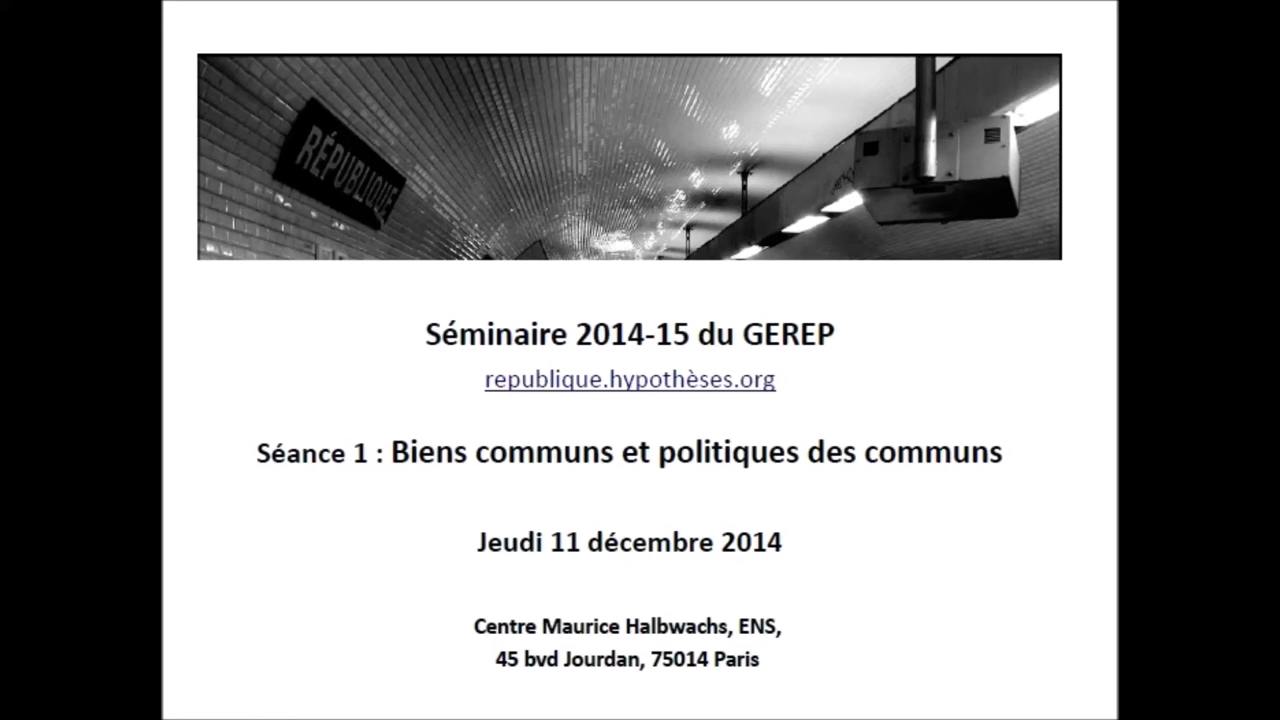 RÉPUBLIQUE
Séminaire 2014-15 du GEREP
republique.hypothèses.org
Séance 1 : Biens communs et politiques des communs
Jeudi 11 décembre 2014
Centre Maurice Halbwachs, ENS,
45 bvd Jourdan, 75014 Paris